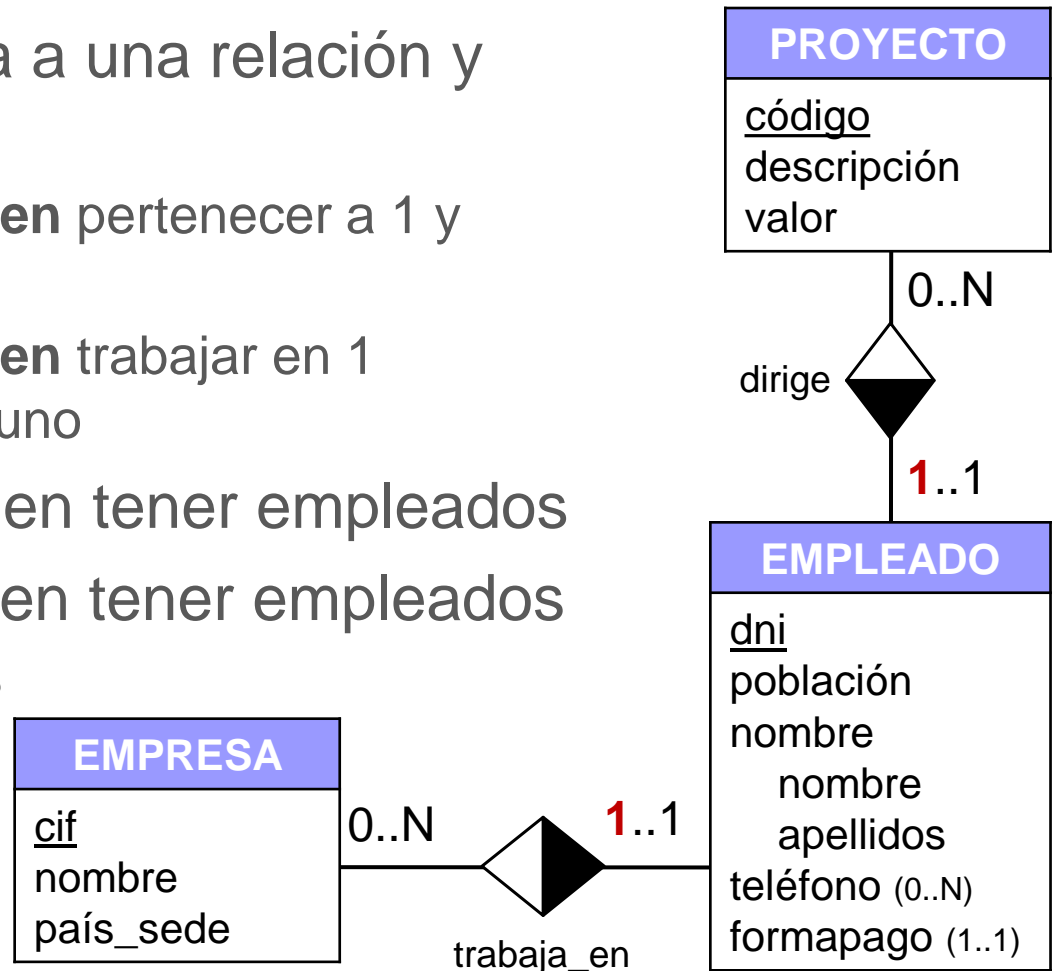 a a una relación y
en pertenecer a 1 y
en trabajar en 1
uno
en tener empleados
en tener empleados
PROYECTO
código
descripción
valor
0..N
dirige
1..1
EMPLEADO
dni
población
nombre
nombre
apellidos
teléfono (0..N)
formapago (1..1)
EMPRESA
cif
nombre
país_sede
0..N
1..1
trabaja_en